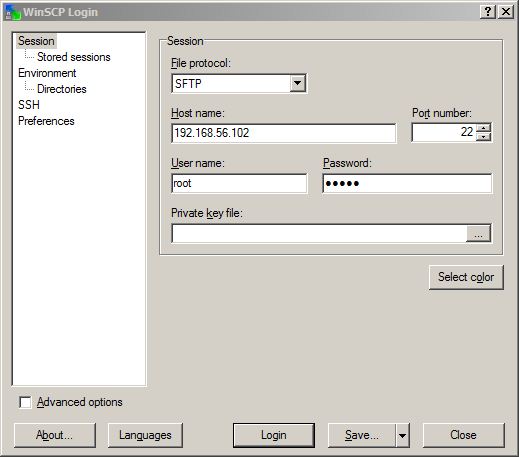 WinSCP Login
Session
Stored sessions
Environment
Directories
SSH
Preferences
Session
File protocol:
SFTP
Host name:
Port number:
192.168.56.102
22
User name:
Password:
root
●●●●●
Private key file:
...
Select color
Advanced options
About...
Languages
Login
Save...
Close